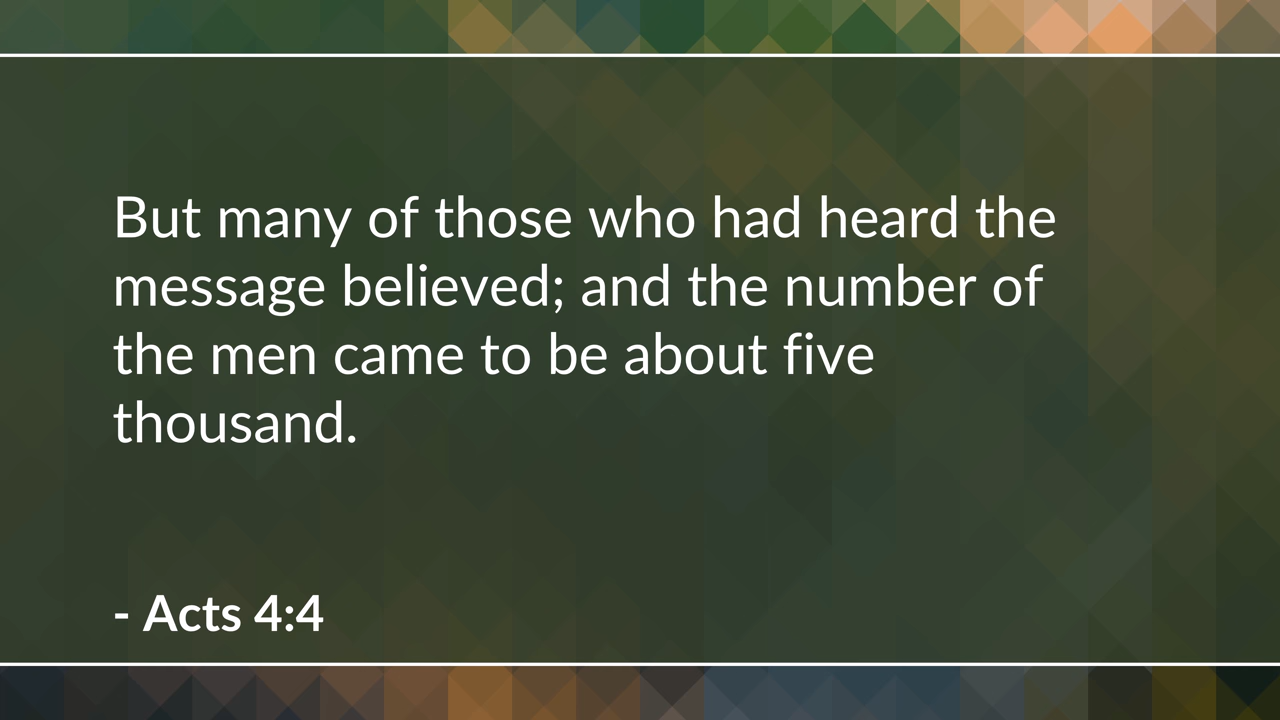 But many of those who had heard the
message believed; and the number of
the men came to be about five
thousand.
- Acts 4:4